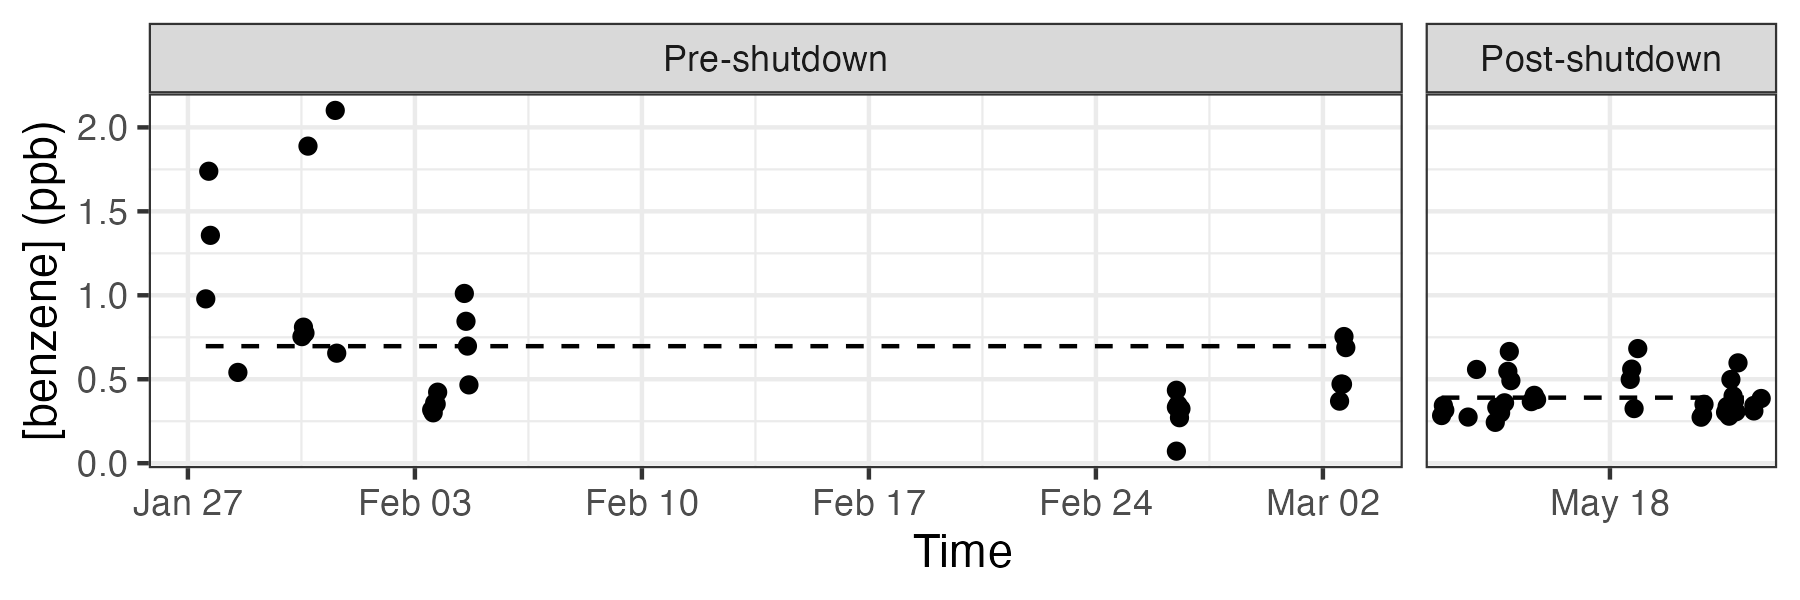 Pre-shutdown
Post-shutdown
[benzene] (ppb)
2.0
1.5
1.0
0.5
0.0
Jan 27
Feb 03
Feb 10
Feb 17
Feb 24
Mar 02
May 18
Time